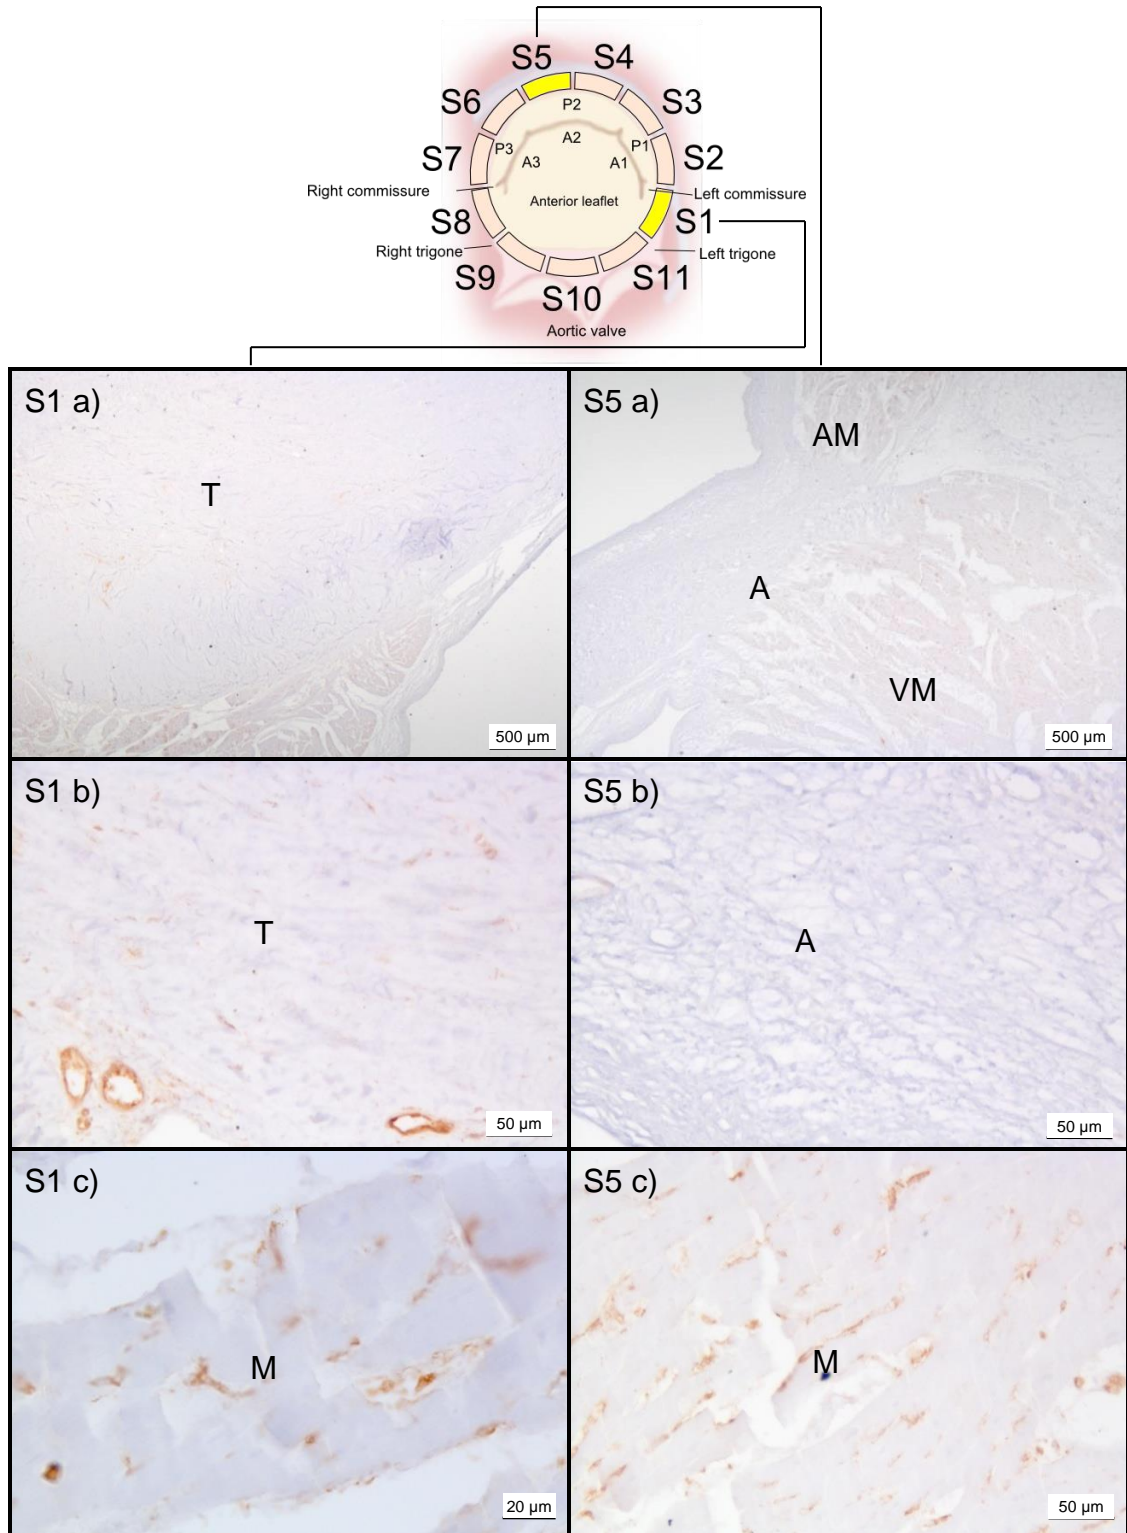 S5 S4
S6 S3
P2
A2
P3 P1
A3 A1
S7 S2
Right commissure Left commissure
Anterior leaflet
S8 S1
Right trigone Left trigone
S9 S11
S10
Aortic valve
S1 a)
T
500 µm
S5 a)
AM
A
VM
500 µm
S1 b)
T
50 µm
S5 b)
A
50 µm
S1 c)
M
20 µm
S5 c)
M
50 µm